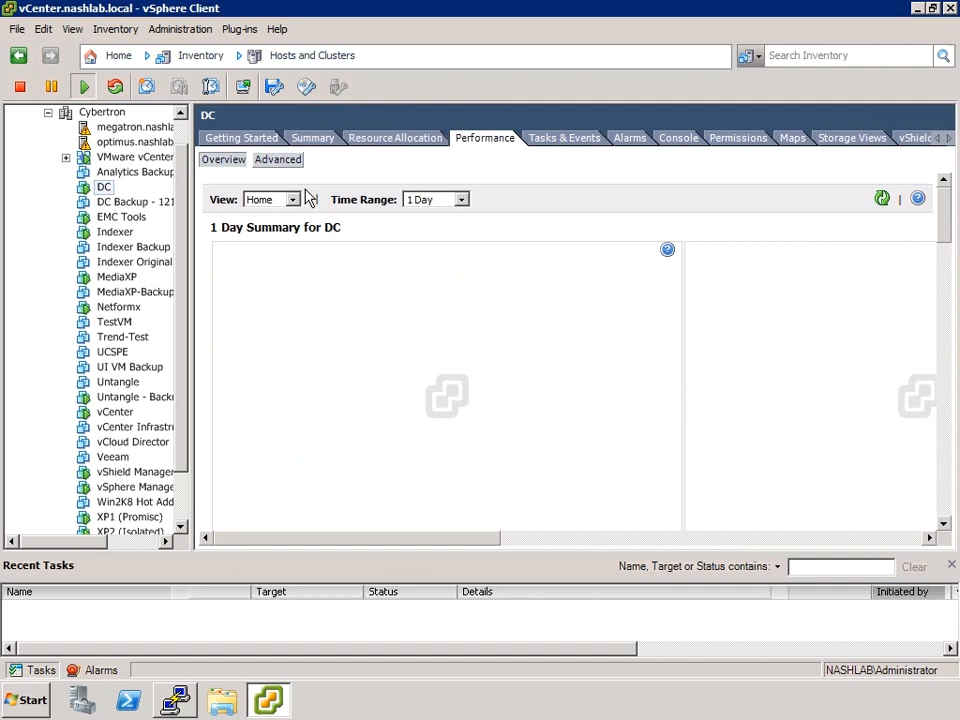 vCenter.nashlab.local - vSphere Client
File Edit View Inventory Administration Plug-ins Help
Home Inventory Hosts and Clusters Search Inventory
Cybertron
megatron.nashla
optimus.nashlab
VMware vCenter
Analytics Backup
DC
DC Backup - 121
EMC Tools
Indexer
Indexer Backup
Indexer Original
MediaXP
MediaXP-Backup
Netformx
TestVM
Trend-Test
UCSPE
UI VM Backup
Untangle
Untangle - Back
vCenter
vCenter Infrastru
vCloud Director
Veeam
vShield Manager
vSphere Manage
Win2K8 Hot Add
XP1 (Promisc)
XP2 (Isolated)
DC
Getting Started Summary Resource Allocation Performance Tasks & Events Alarms Console Permissions Maps Storage Views vShield
Overview Advanced
View: Home Time Range: 1 Day
1 Day Summary for DC
Recent Tasks Name, Target or Status contains: Clear
Name Target Status Details Initiated by
Tasks Alarms NASHLAB\Administrator
Start